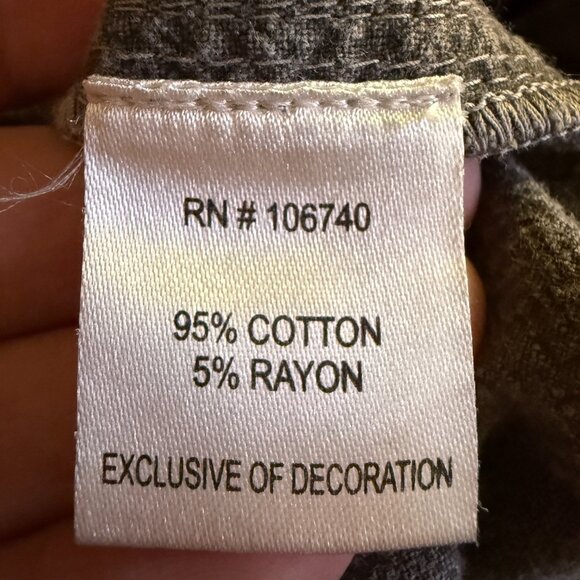 RN # 106740
95% COTTON
5% RAYON
EXCLUSIVE OF DECORATION